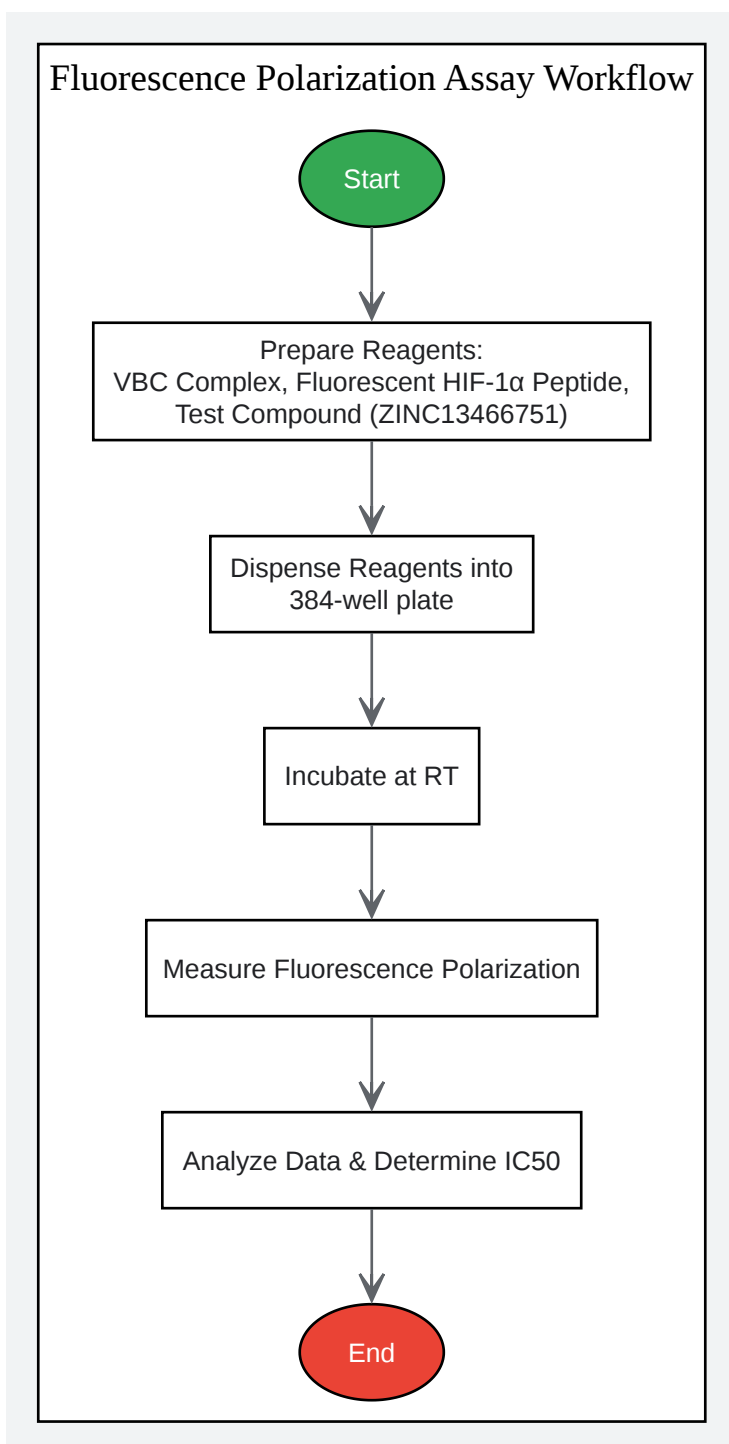 Fluorescence Polarization Assay Workflow
Start
Prepare Reagents:
VBC Complex, Fluorescent HIF-1α Peptide,
Test Compound (ZINC13466751)
Dispense Reagents into
384-well plate
Incubate at RT
Measure Fluorescence Polarization
Analyze Data & Determine IC50
End